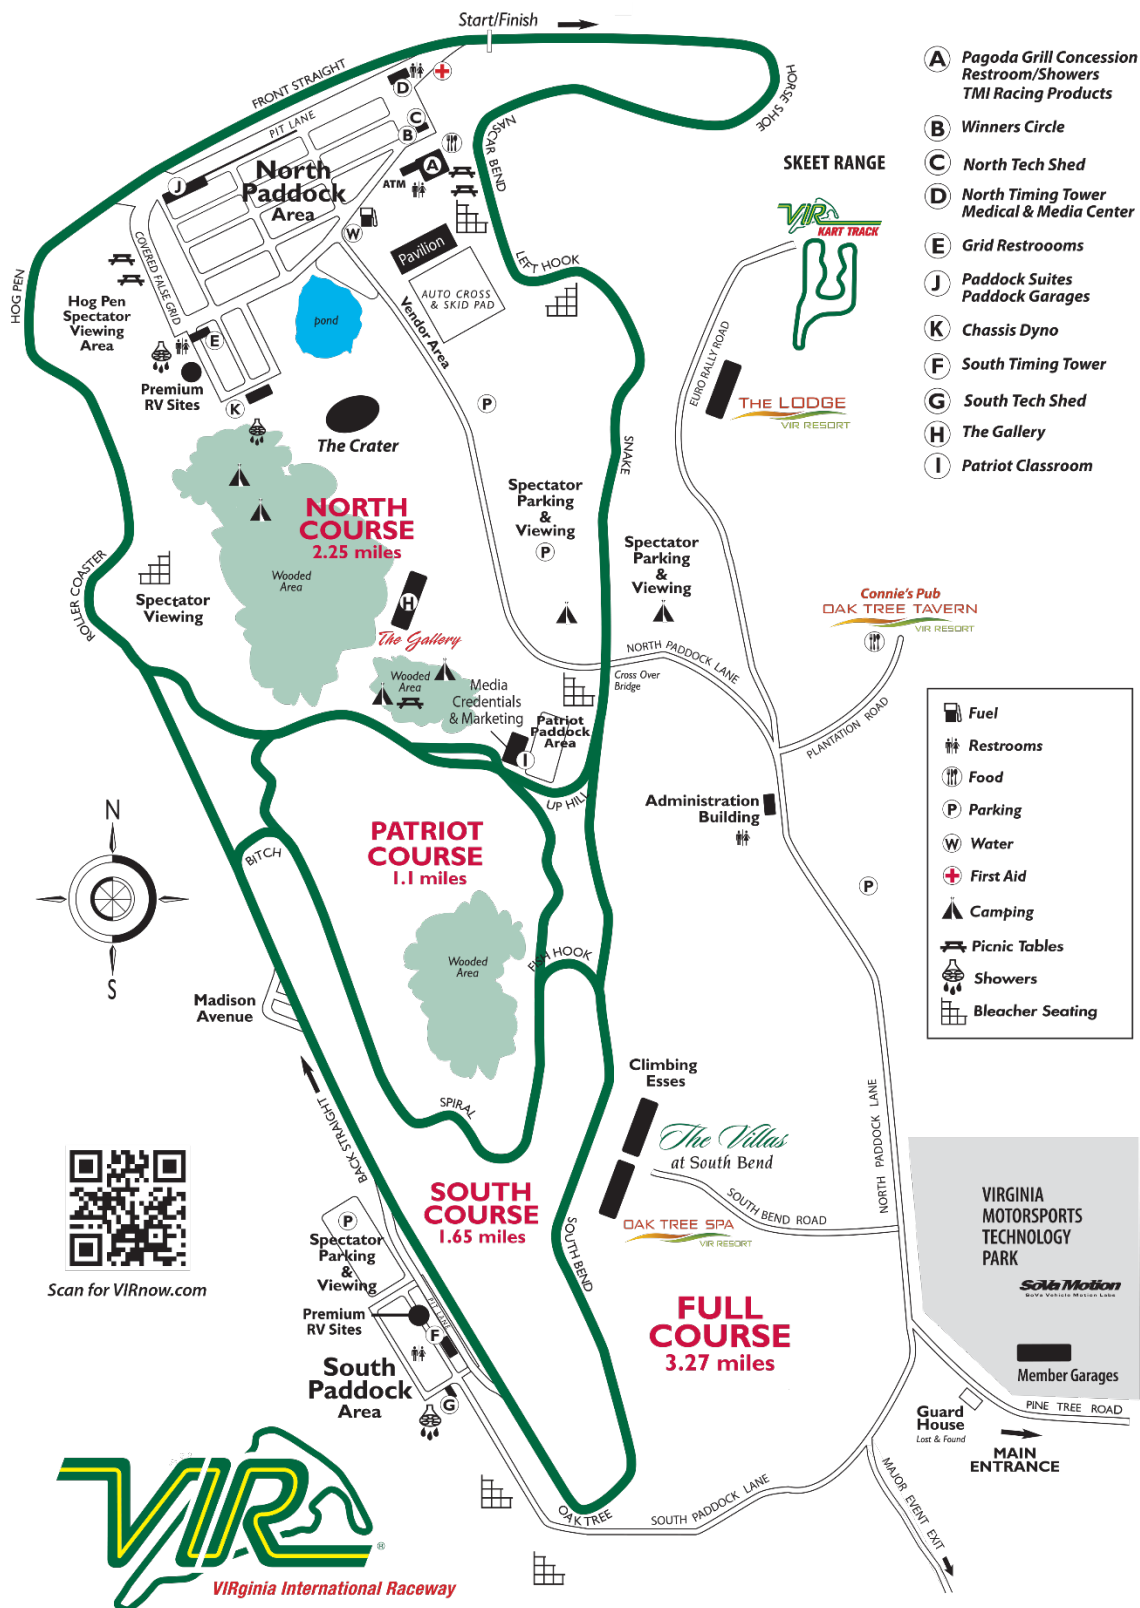 Start/Finish
FRONT STRAIGHT
HORSE SHOE
PIT LANE
D
C
B
A
ATM
NASCAR BEND
North
Paddock
Area
J
W
Pavilion
LEFT HOOK
AUTO CROSS
& SKID PAD
Vendor Area
COVERED FALSE GRID
HOG PEN
Hog Pen
Spectator
Viewing
Area
pond
E
Premium
RV Sites
K
The Crater
P
SKEET RANGE
VIR
KART TRACK
EURO RALLY ROAD
THE LODGE
VIR RESORT
A Pagoda Grill Concession
Restroom/Showers
TMI Racing Products
B Winners Circle
C North Tech Shed
D North Timing Tower
Medical & Media Center
E Grid Restroooms
J Paddock Suites
Paddock Garages
K Chassis Dyno
F South Timing Tower
G South Tech Shed
H The Gallery
I Patriot Classroom
SNAKE
NORTH
COURSE
2.25 miles
Spectator
Parking
&
Viewing
P
Spectator
Parking
&
Viewing
ROLLER COASTER
Spectator
Viewing
Wooded
Area
H
The Gallery
Connie's Pub
OAK TREE TAVERN
VIR RESORT
NORTH PADDOCK LANE
Cross Over
Bridge
PLANTATION ROAD
Wooded
Area
Media
Credentials
& Marketing
Patriot
Paddock
Area
I
UP HILL
Administration
Building
P
Fuel
Restrooms
Food
P Parking
W Water
First Aid
Camping
Picnic Tables
Showers
Bleacher Seating
N
S
BITCH
PATRIOT
COURSE
1.1 miles
Wooded
Area
FISH HOOK
Madison
Avenue
SPIRAL
BACK STRAIGHT
Climbing
Esses
The Villas
at South Bend
NORTH PADDOCK LANE
SOUTH BEND ROAD
OAK TREE SPA
VIR RESORT
SOUTH BEND
SOUTH
COURSE
1.65 miles
P
Spectator
Parking
&
Viewing
PIT LANE
Premium
RV Sites
F
South
Paddock
Area
G
Scan for VIRnow.com
FULL
COURSE
3.27 miles
VIRGINIA
MOTORSPORTS
TECHNOLOGY
PARK
SoVa Motion
SoVa Vehicle Motion Labs
Member Garages
PINE TREE ROAD
Guard
House
Lost & Found
MAIN
ENTRANCE
MAJOR EVENT EXIT
SOUTH PADDOCK LANE
OAK TREE
VIR
VIRginia International Raceway